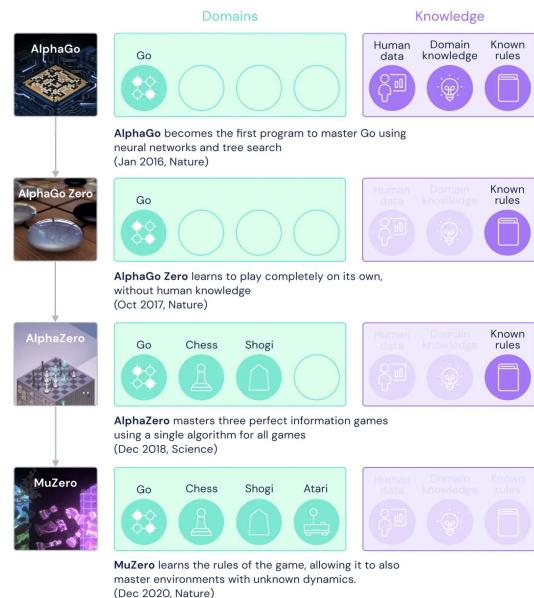 Domains
Knowledge
AlphaGo
Go
Human data
Domain knowledge
Known rules
AlphaGo becomes the first program to master Go using
neural networks and tree search
(Jan 2016, Nature)
AlphaGo Zero
Go
Human data
Domain knowledge
Known rules
AlphaGo Zero learns to play completely on its own,
without human knowledge
(Oct 2017, Nature)
AlphaZero
Go
Chess
Shogi
Human data
Domain knowledge
Known rules
AlphaZero masters three perfect information games
using a single algorithm for all games
(Dec 2018, Science)
MuZero
Go
Chess
Shogi
Atari
Human data
Domain knowledge
Known rules
MuZero learns the rules of the game, allowing it to also
master environments with unknown dynamics.
(Dec 2020, Nature)